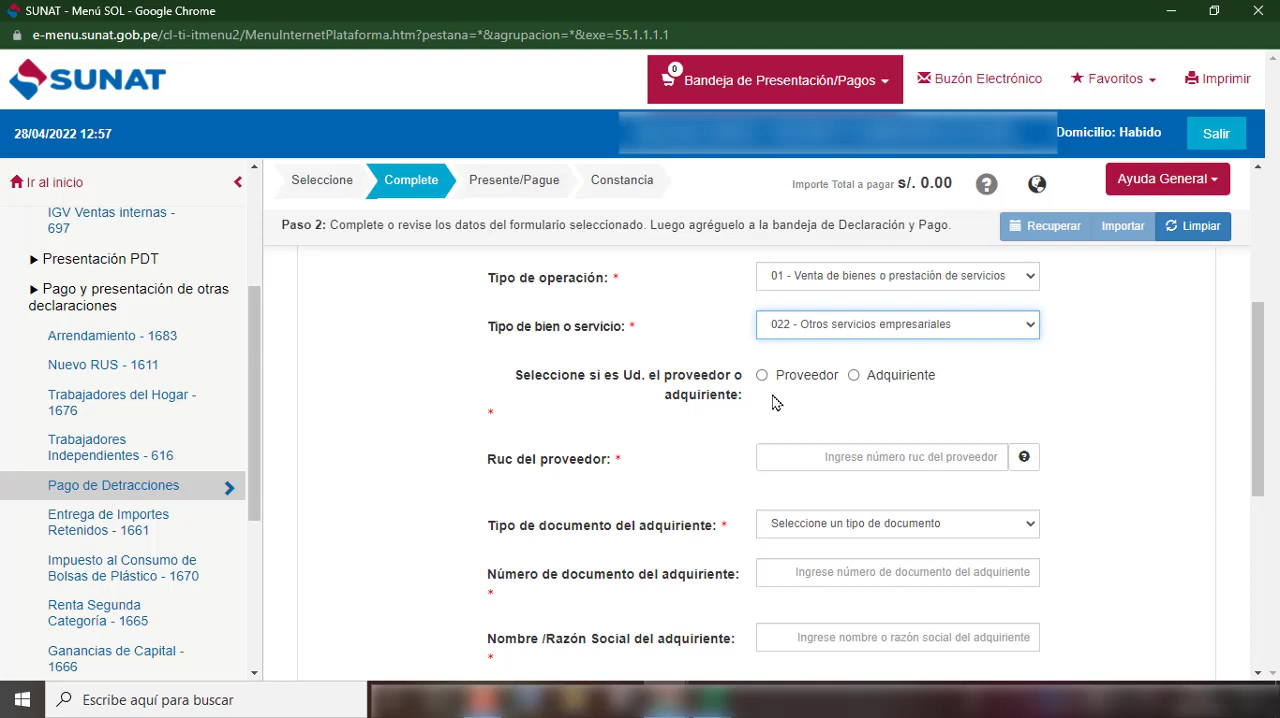 SUNAT - Menú SOL - Google Chrome
e-menu.sunat.gob.pe/cl-ti-itmenu2/MenuInternetPlataforma.htm?pestana=*&agrupacion=*&exe=55.1.1.1.1
SUNAT
0
Bandeja de Presentación/Pagos
Buzón Electrónico
Favoritos
Imprimir
28/04/2022 12:57
Domicilio: Habido
Salir
Ir al inicio
IGV Ventas internas -
697
Presentación PDT
Pago y presentación de otras
declaraciones
Arrendamiento - 1683
Nuevo RUS - 1611
Trabajadores del Hogar -
1676
Trabajadores
Independientes - 616
Pago de Detracciones
Entrega de Importes
Retenidos - 1661
Impuesto al Consumo de
Bolsas de Plástico - 1670
Renta Segunda
Categoría - 1665
Ganancias de Capital -
1666
Seleccione
Complete
Presente/Pague
Constancia
Importe Total a pagar s/. 0.00
?
Ayuda General
Paso 2: Complete o revise los datos del formulario seleccionado. Luego agréguelo a la bandeja de Declaración y Pago.
Recuperar
Importar
Limpiar
Tipo de operación: *
01 - Venta de bienes o prestación de servicios
Tipo de bien o servicio: *
022 - Otros servicios empresariales
Seleccione si es Ud. el proveedor o
adquiriente:
*
Proveedor
Adquiriente
Ruc del proveedor: *
Ingrese número ruc del proveedor
?
Tipo de documento del adquiriente: *
Seleccione un tipo de documento
Número de documento del adquiriente:
*
Ingrese número de documento del adquiriente
Nombre /Razón Social del adquiriente:
*
Ingrese nombre o razón social del adquiriente
Escribe aquí para buscar